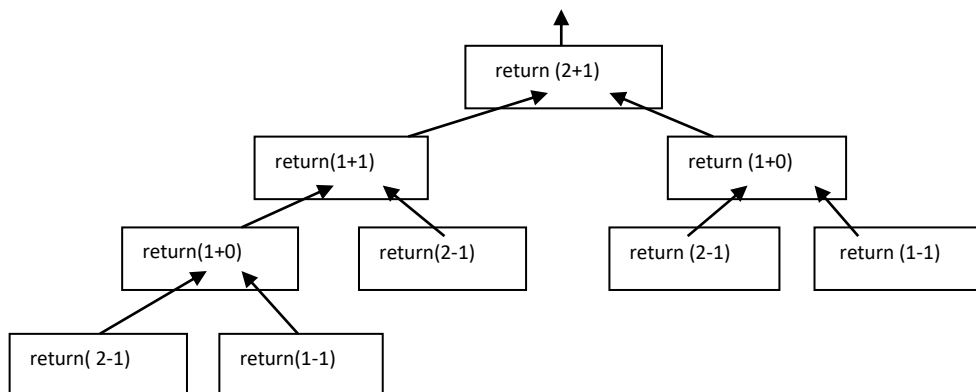 return (2+1)
return(1+1)
return (1+0)
return(1+0)
return(2-1)
return (2-1)
return (1-1)
return( 2-1)
return(1-1)